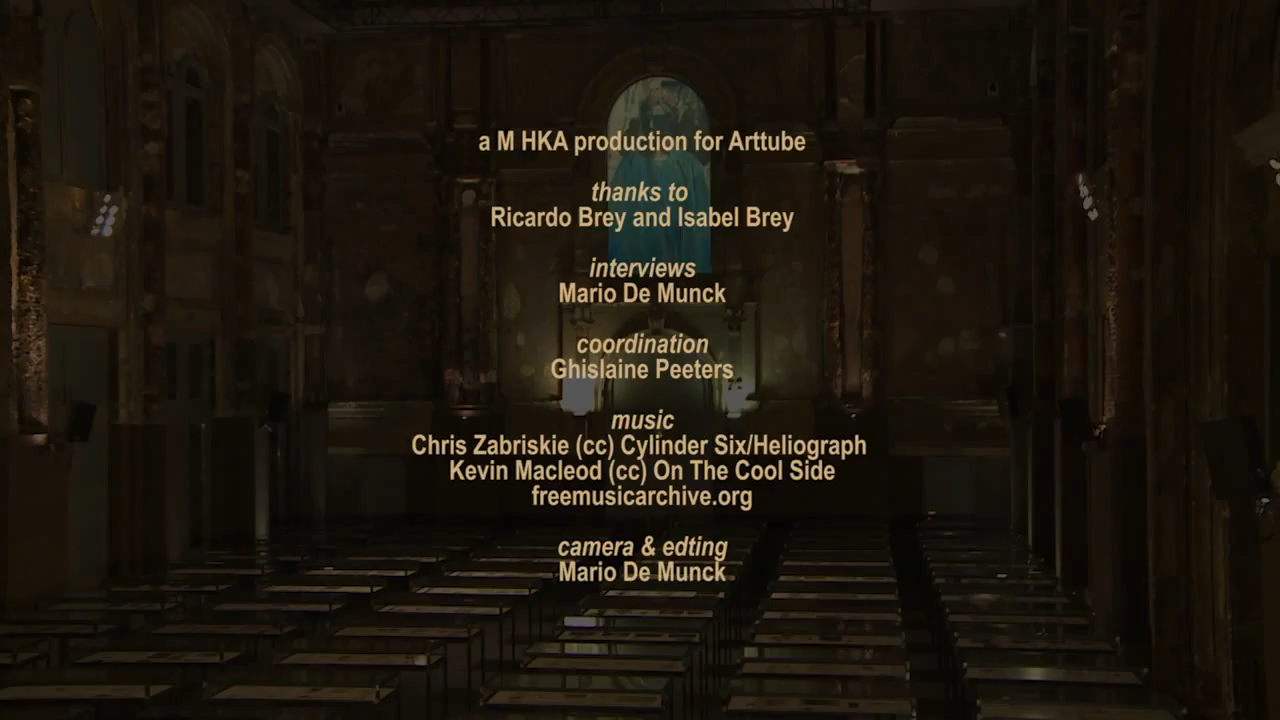 a M HKA production for Arttube
thanks to
Ricardo Brey and Isabel Brey
interviews
Mario De Munck
coordination
Ghislaine Peeters
music
Chris Zabriskie (cc) Cylinder Six/Heliograph
Kevin Macleod (cc) On The Cool Side
freemusicarchive.org
camera & edting
Mario De Munck